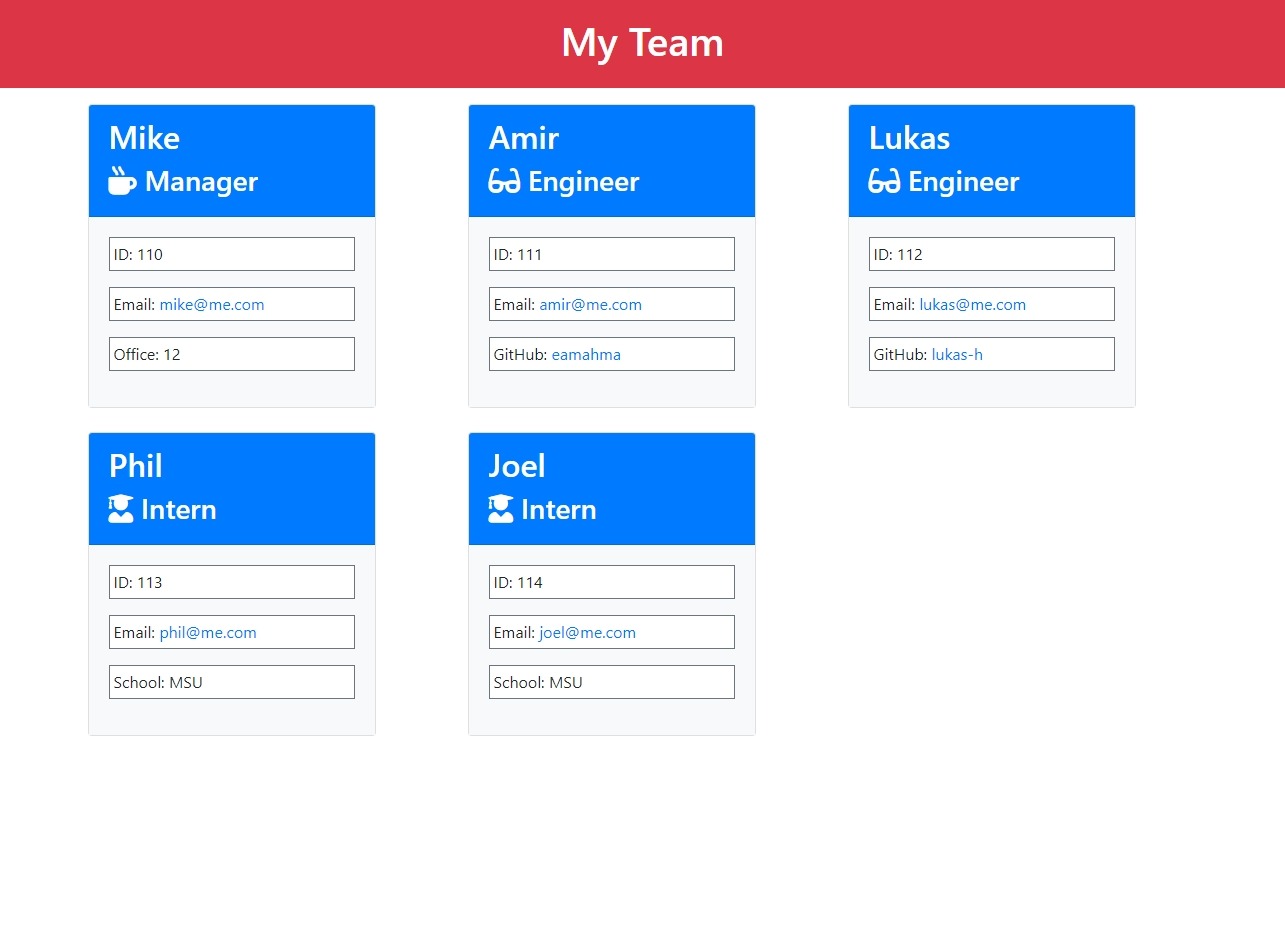 My Team
Mike
Manager
ID: 110
Email: mike@me.com
Office: 12
Amir
Engineer
ID: 111
Email: amir@me.com
GitHub: eamahma
Lukas
Engineer
ID: 112
Email: lukas@me.com
GitHub: lukas-h
Phil
Intern
ID: 113
Email: phil@me.com
School: MSU
Joel
Intern
ID: 114
Email: joel@me.com
School: MSU